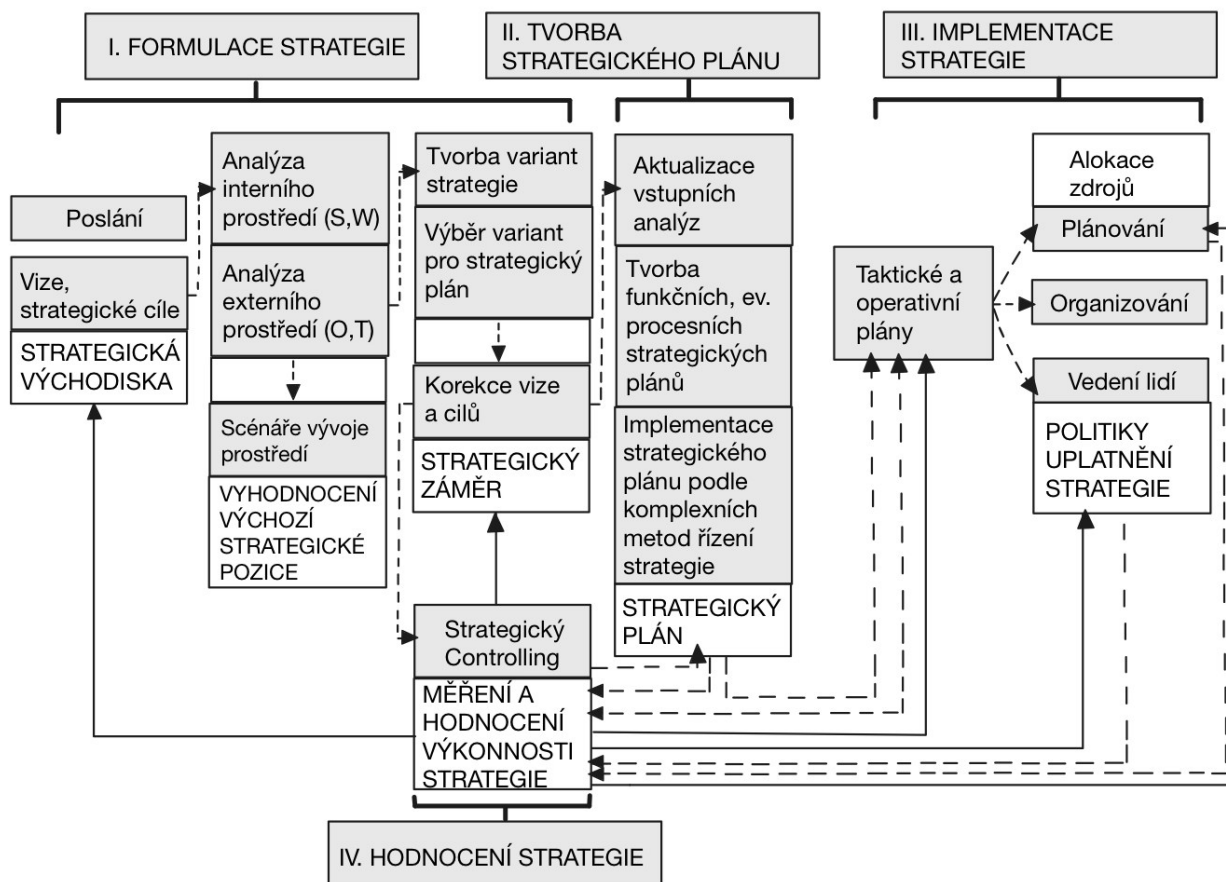 I. FORMULACE STRATEGIE
II. TVORBA
STRATEGICKÉHO PLÁNU
III. IMPLEMENTACE
STRATEGIE
Poslání
Vize,
strategické cíle
STRATEGICKÁ
VÝCHODISKA
Analýza
interního
prostředí (S,W)
Analýza
externího
prostředí (O,T)
Scénáře vývoje
prostředí
VYHODNOCENÍ
VÝCHOZÍ
STRATEGICKÉ
POZICE
Tvorba variant
strategie
Výběr variant
pro strategický
plán
Korekce vize
a cilů
STRATEGICKÝ
ZÁMĚR
Strategický
Controlling
MĚŘENÍ A
HODNOCENÍ
VÝKONNOSTI
STRATEGIE
Aktualizace
vstupních
analýz
Tvorba
funkčních, ev.
procesních
strategických
plánů
Implementace
strategického
plánu podle
komplexních
metod řízení
strategie
STRATEGICKÝ
PLÁN
Taktické a
operativní
plány
Alokace
zdrojů
Plánování
Organizování
Vedení lidí
POLITIKY
UPLATNĚNÍ
STRATEGIE
IV. HODNOCENÍ STRATEGIE